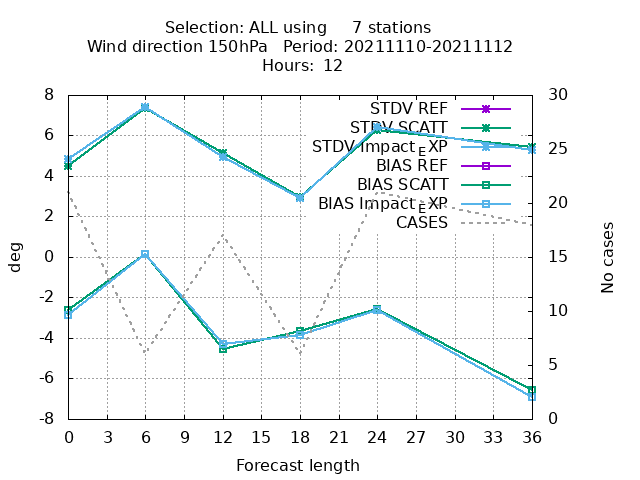 Selection: ALL using     7 stations
Wind direction 150hPa   Period: 20211110-20211112
Hours:  12
8
6
4
2
0
-2
-4
-6
-8
deg
30
25
20
15
10
5
0
No cases
STDV REF
STDV SCATT
STDV Impact_EXP
BIAS REF
BIAS SCATT
BIAS Impact_EXP
CASES
0 3 6 9 12 15 18 21 24 27 30 33 36
Forecast length